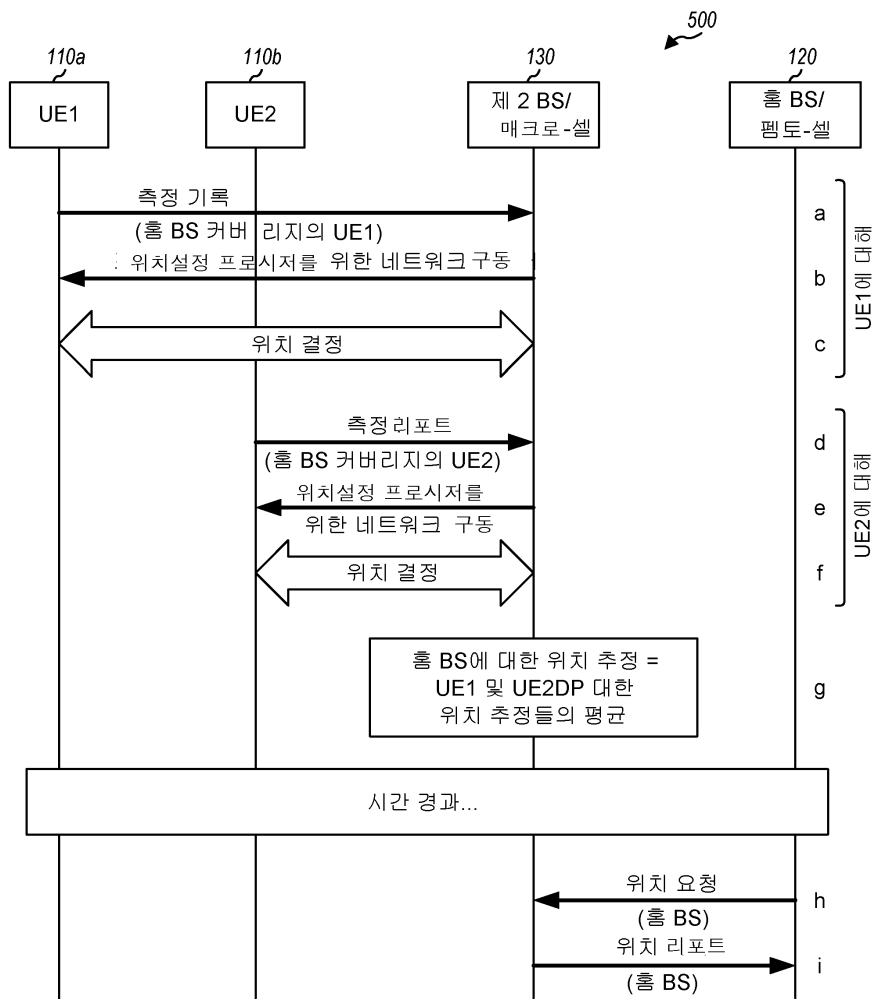 500
110a
110b
130
120
UE1
UE2
제 2 BS/
매크로-셀
홈 BS/
펨토-셀
측정 기록
(홈 BS 커버 리지의 UE1)
a
위치설정 프로시저를 위한 네트워크 구동
b
위치 결정
c
UE1에 대해
측정리포트
(홈 BS 커버리지의 UE2)
d
위치설정 프로시저를
위한 네트워크 구동
e
위치 결정
f
UE2에 대해
홈 BS에 대한 위치 추정 =
UE1 및 UE2DP 대한
위치 추정들의 평균
g
시간 경과...
위치 요청
(홈 BS)
h
위치 리포트
(홈 BS)
i